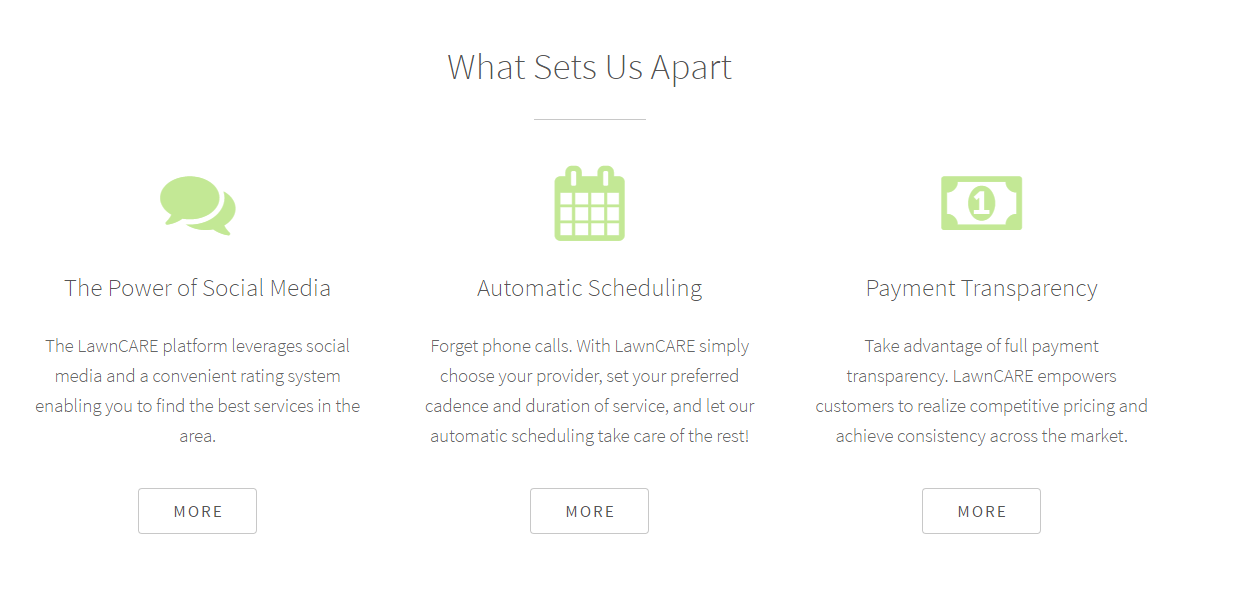 What Sets Us Apart
1
The Power of Social Media
The LawnCARE platform leverages social
media and a convenient rating system
enabling you to find the best services in the
area.
MORE
Automatic Scheduling
Forget phone calls. With LawnCARE simply
choose your provider, set your preferred
cadence and duration of service, and let our
automatic scheduling take care of the rest!
MORE
Payment Transparency
Take advantage of full payment
transparency. LawnCARE empowers
customers to realize competitive pricing and
achieve consistency across the market.
MORE